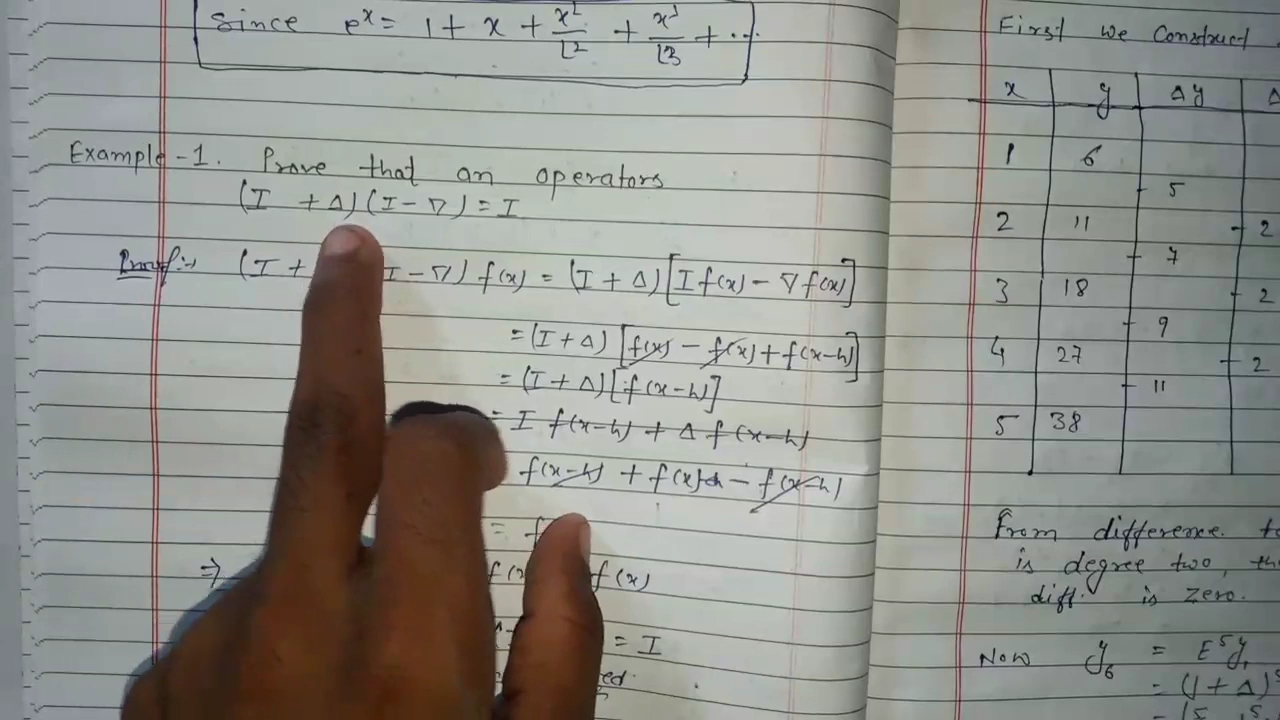 Since e^x = 1 + x + x²/⌊2 + x³/⌊3 + ...
Example-1. Prove that an operators
(I + Δ)(I - ∇) = I
Proof:- (I + I - ∇) f(x) = (I + Δ)[I f(x) - ∇ f(x)]
= (I + Δ)[f(x) - f(x) + f(x-h)]
= (I + Δ)[f(x-h)]
= I f(x-h) + Δ f(x-h)
f(x-h) + f(x) - f(x-h)
= f
⇒ f(x) f(x)
= I
First we Construct
x y Δy Δ
1 6
5
2 11 2
7
3 18 2
9
4 27 2
11
5 38
From difference
is degree two,
diff. is zero.
Now y₆ = E⁵y₁
= (1 + Δ)⁵